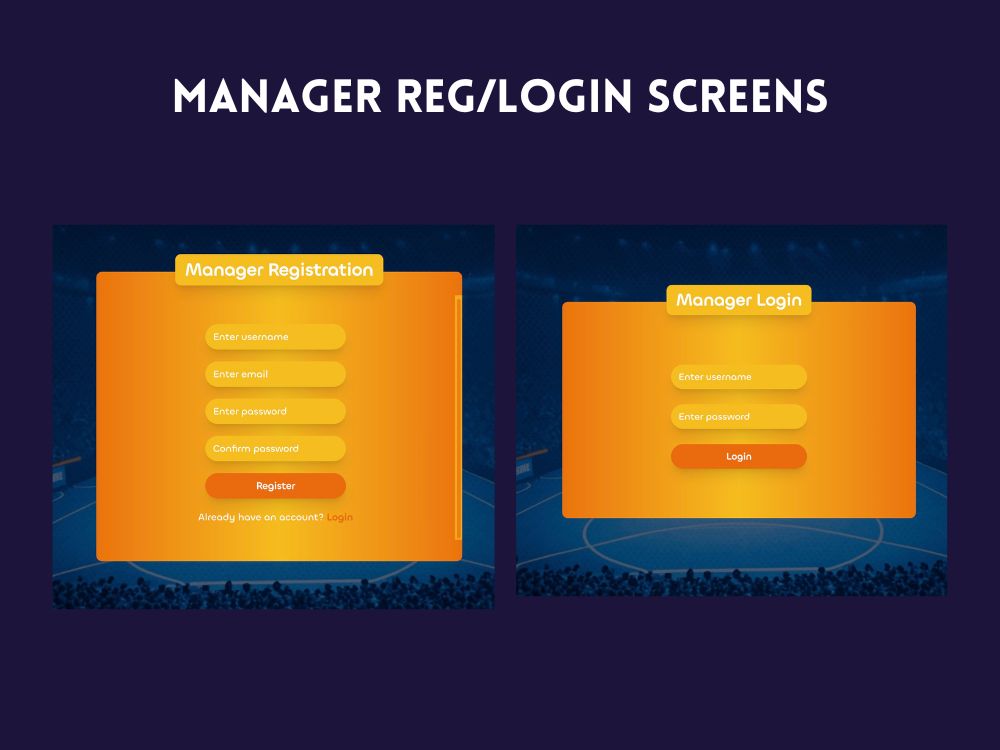 MANAGER REG/LOGIN SCREENS
Manager Registration
Enter username
Enter email
Enter password
Confirm password
Register
Already have an account? Login
Manager Login
Enter username
Enter password
Login